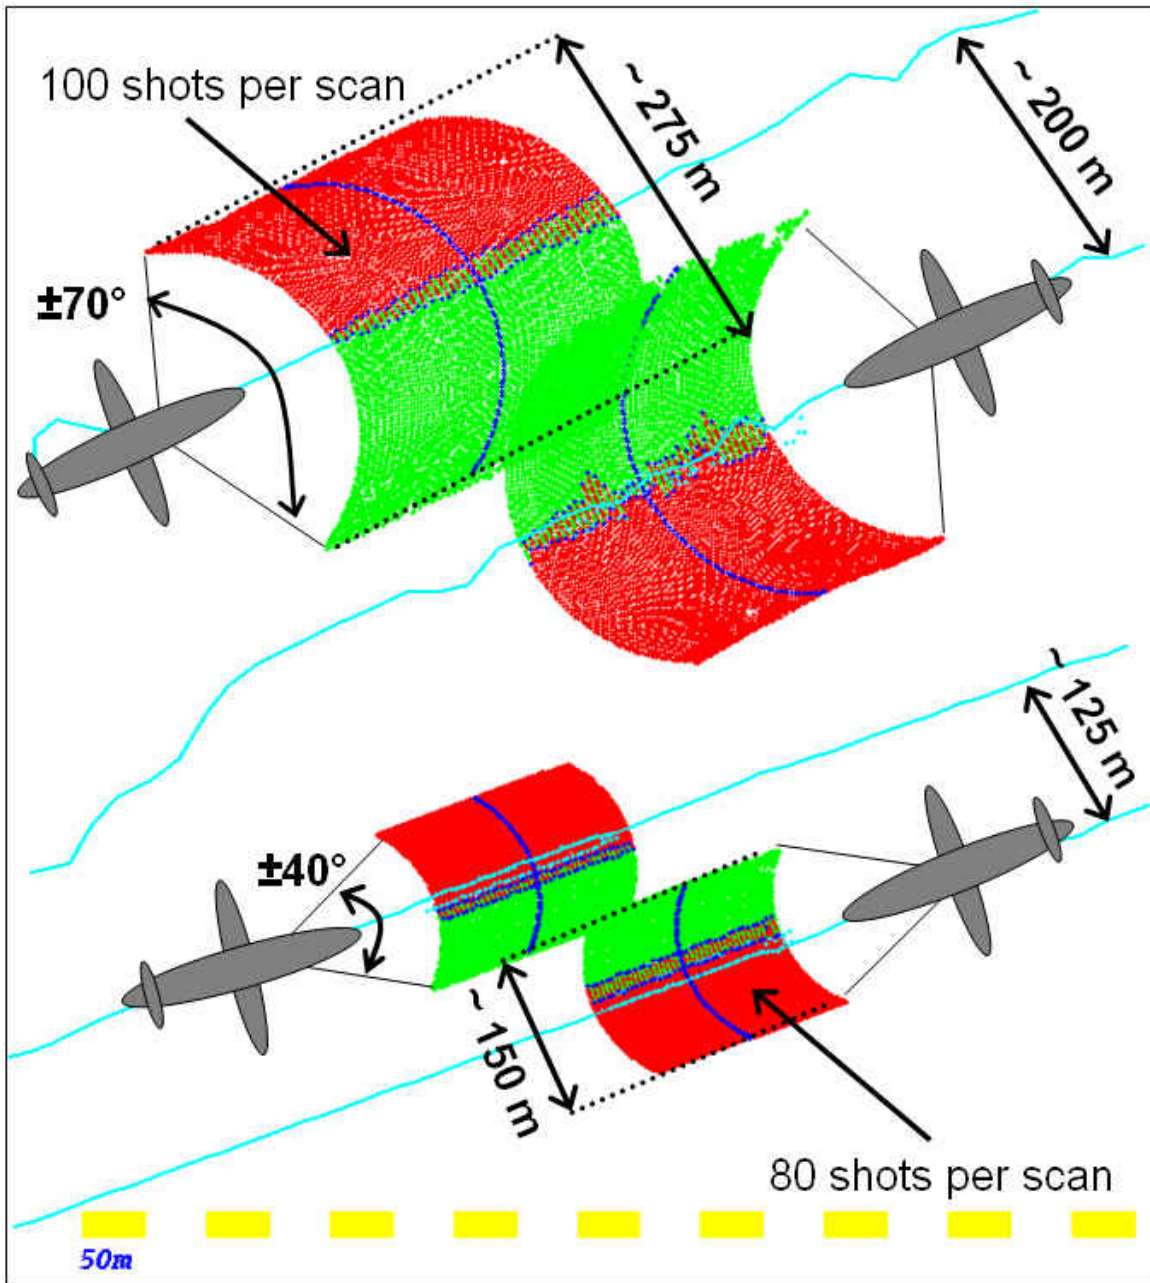 100 shots per scan
~ 275 m
~ 200 m
±70°
~ 125 m
±40°
~ 150 m
80 shots per scan
50m